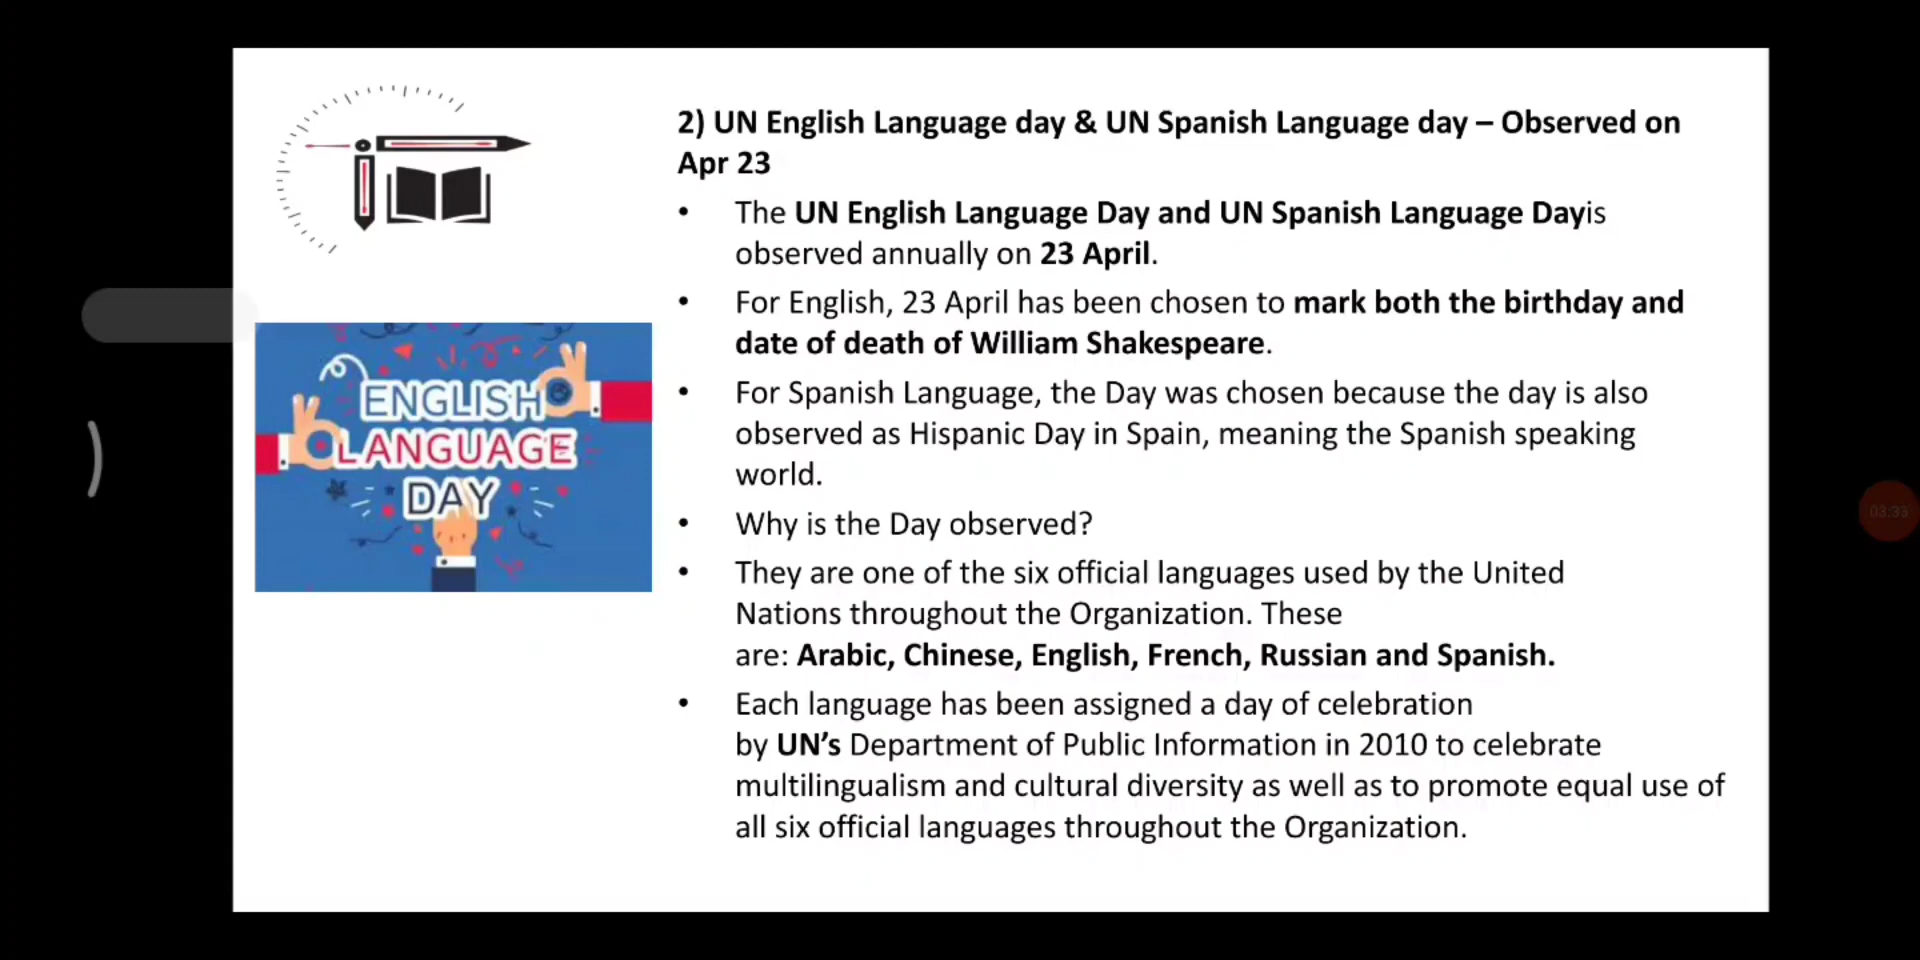 2) UN English Language day & UN Spanish Language day – Observed on
Apr 23
• The UN English Language Day and UN Spanish Language Dayis
observed annually on 23 April.
• For English, 23 April has been chosen to mark both the birthday and
date of death of William Shakespeare.
ENGLISH
LANGUAGE
DAY
• For Spanish Language, the Day was chosen because the day is also
observed as Hispanic Day in Spain, meaning the Spanish speaking
world.
• Why is the Day observed?
• They are one of the six official languages used by the United
Nations throughout the Organization. These
are: Arabic, Chinese, English, French, Russian and Spanish.
• Each language has been assigned a day of celebration
by UN’s Department of Public Information in 2010 to celebrate
multilingualism and cultural diversity as well as to promote equal use of
all six official languages throughout the Organization.